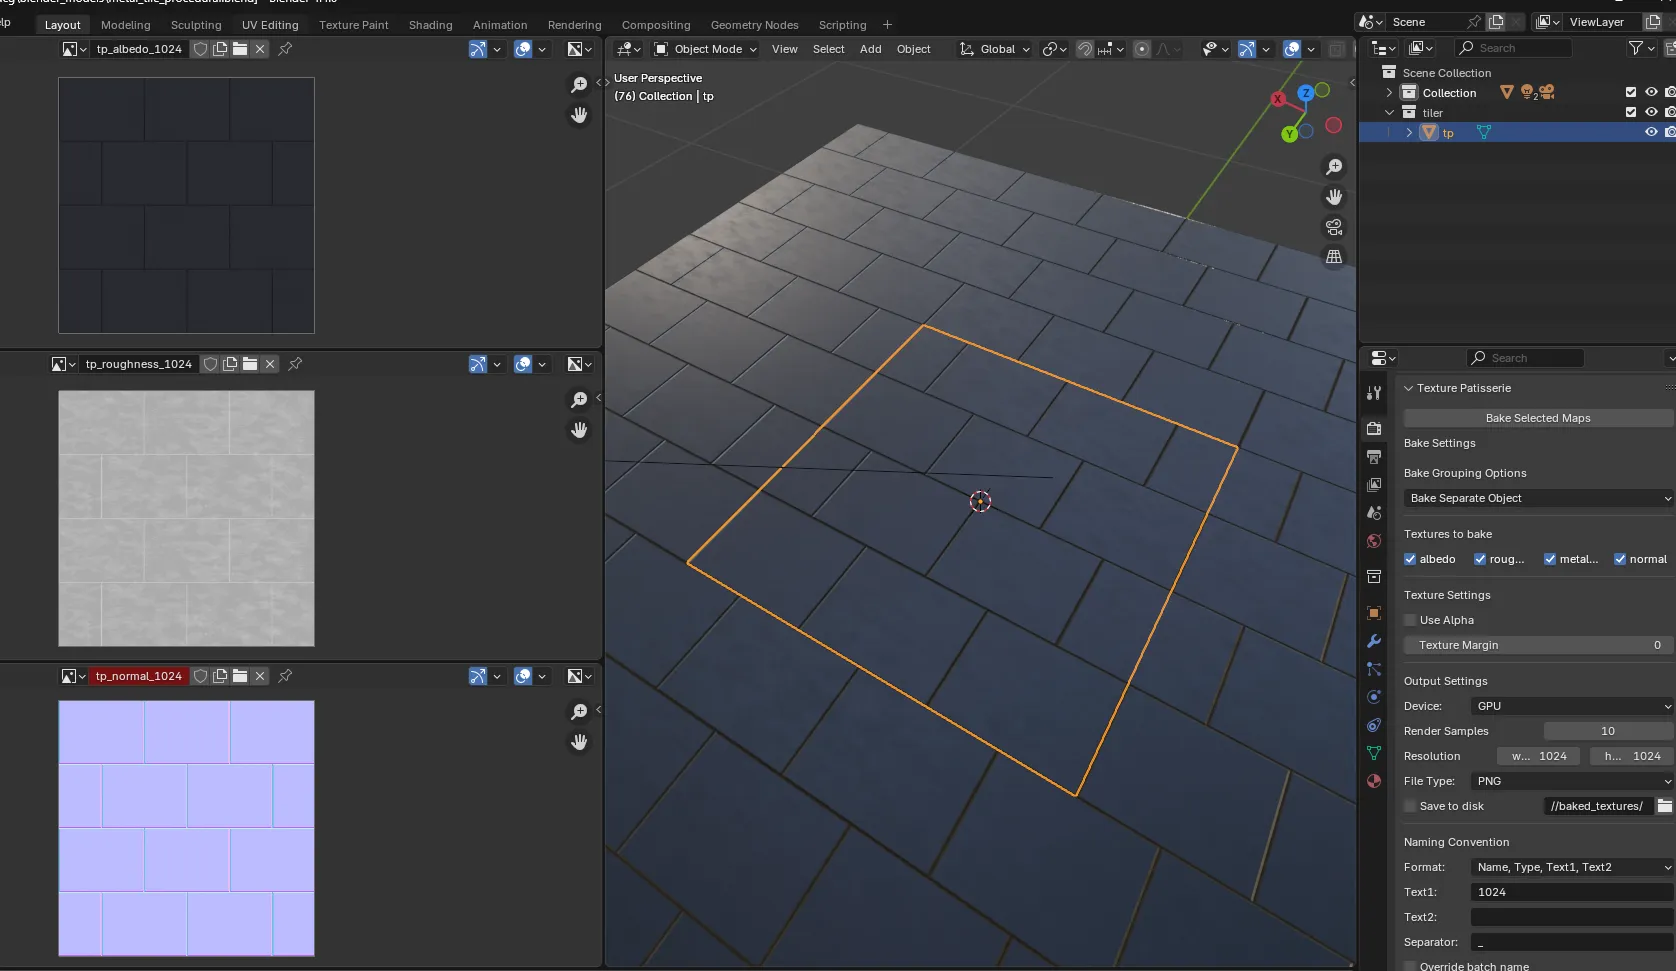 Layout Modeling Sculpting UV Editing Texture Paint Shading Animation Rendering Compositing Geometry Nodes Scripting +
Scene
ViewLayer
tp_albedo_1024
Object Mode View Select Add Object Global
Search
User Perspective
(76) Collection | tp
X
Z
Y
Scene Collection
Collection
2
tiler
tp
tp_roughness_1024
Search
Texture Patisserie
Bake Selected Maps
Bake Settings
Bake Grouping Options
Bake Separate Object
Textures to bake
albedo roug... metal... normal
Texture Settings
Use Alpha
Texture Margin 0
tp_normal_1024
Output Settings
Device: GPU
Render Samples 10
Resolution w... 1024 h... 1024
File Type: PNG
Save to disk //baked_textures/
Naming Convention
Format: Name, Type, Text1, Text2
Text1: 1024
Text2:
Separator: _
Override batch name